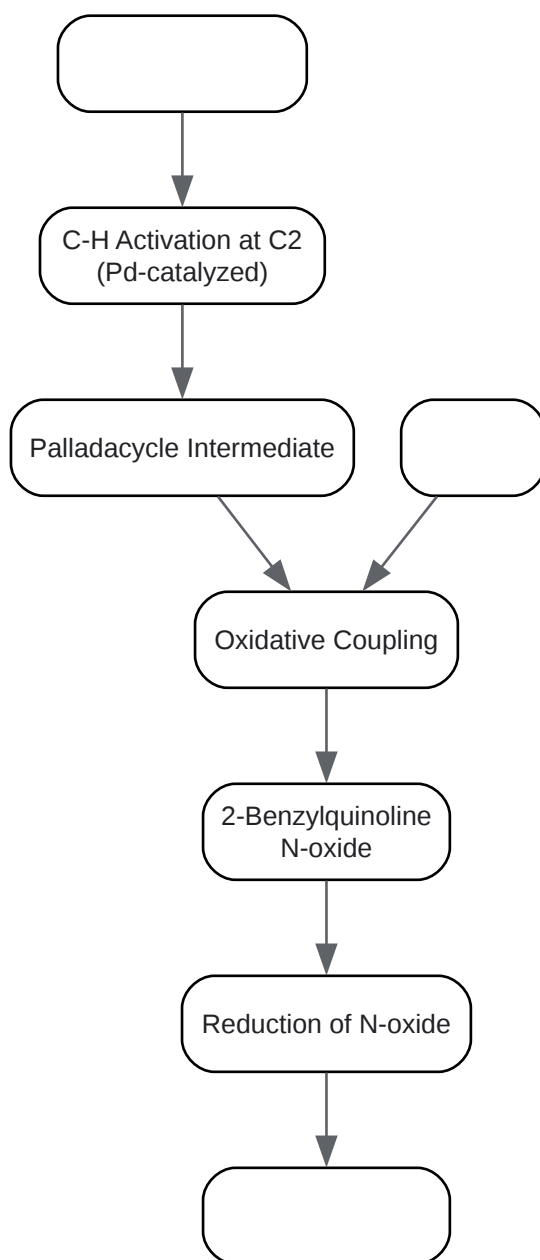 C-H Activation at C2
(Pd-catalyzed)
Palladacycle Intermediate
Oxidative Coupling
2-Benzylquinoline
N-oxide
Reduction of N-oxide